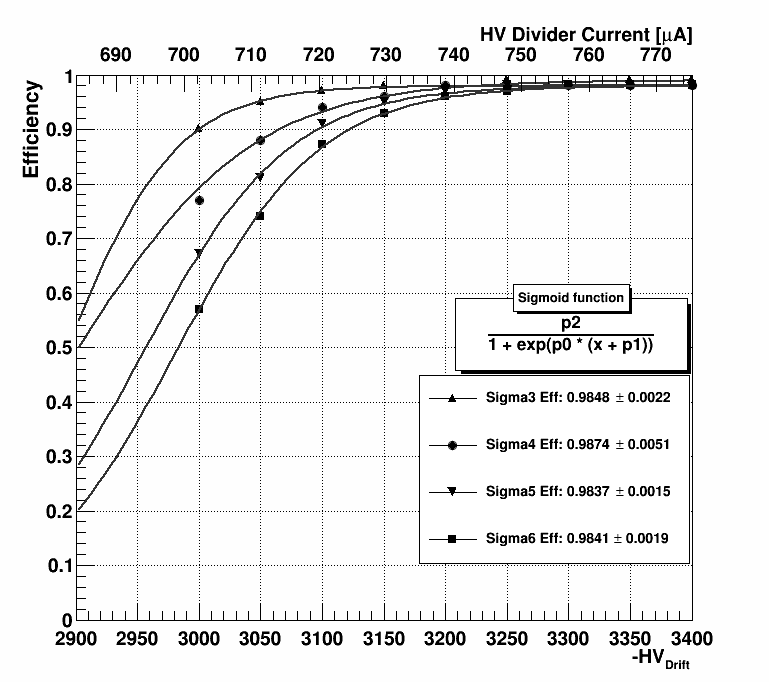 HV Divider Current [μA]
690 700 710 720 730 740 750 760 770
Efficiency
1
0.9
0.8
0.7
0.6
0.5
0.4
0.3
0.2
0.1
0
Sigmoid function
p2
1 + exp(p0 * (x + p1))
Sigma3 Eff: 0.9848 ± 0.0022
Sigma4 Eff: 0.9874 ± 0.0051
Sigma5 Eff: 0.9837 ± 0.0015
Sigma6 Eff: 0.9841 ± 0.0019
2900 2950 3000 3050 3100 3150 3200 3250 3300 3350 3400
-HVDrift